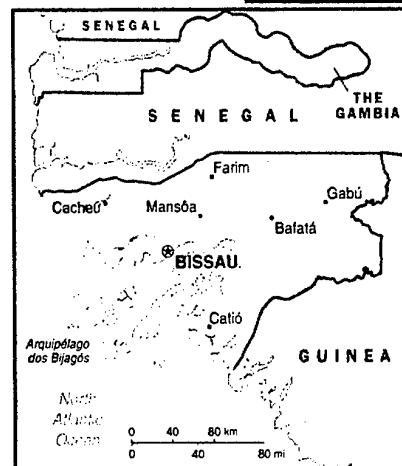 SENEGAL
THE
GAMBIA
SENEGAL
Farim
Cacheú
Mansôa
Gabú
Bafatá
BISSAU
Catió
Arquipélago
dos Bijagós
GUINEA
North
Atlantic
Ocean
0 40 80 km
0 40 80 mi